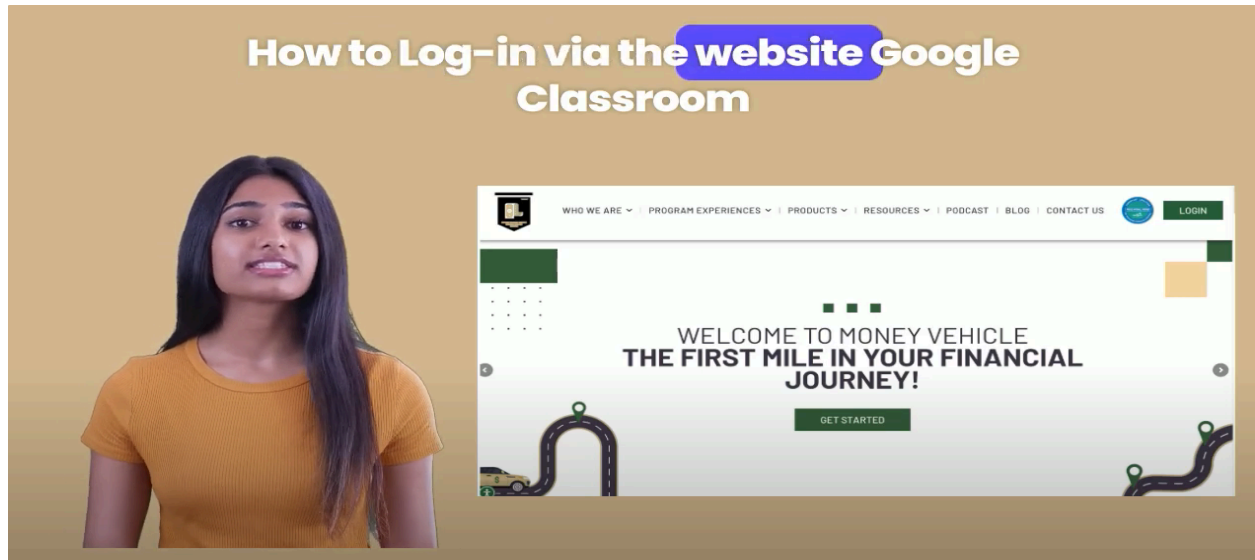 How to Log-in via the website Google
Classroom
WHO WE ARE PROGRAM EXPERIENCES PRODUCTS RESOURCES PODCAST BLOG CONTACT US LOGIN
WELCOME TO MONEY VEHICLE
THE FIRST MILE IN YOUR FINANCIAL
JOURNEY!
GET STARTED